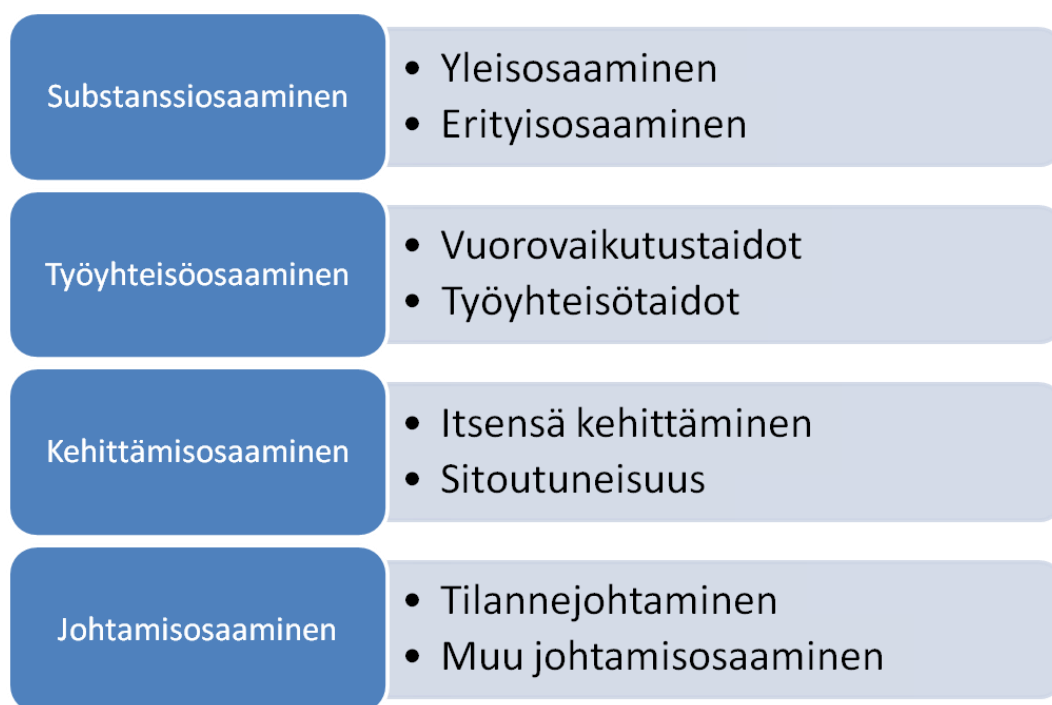 Substanssiosaaminen
• Yleisosaaminen
• Erityisosaaminen
Työyhteisöosaaminen
• Vuorovaikutustaidot
• Työyhteisötaidot
Kehittämisosaaminen
• Itsensä kehittäminen
• Sitoutuneisuus
Johtamisosaaminen
• Tilannejohtaminen
• Muu johtamisosaaminen